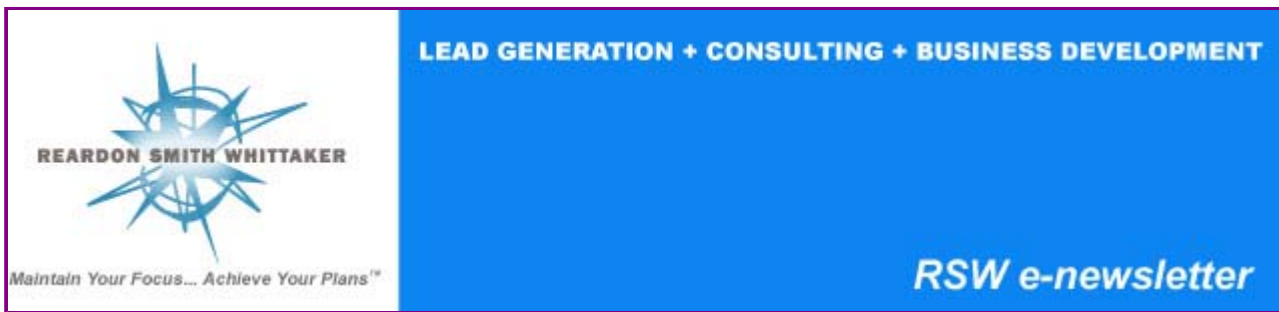 REARDON SMITH WHITTAKER
Maintain Your Focus... Achieve Your Plans™
LEAD GENERATION + CONSULTING + BUSINESS DEVELOPMENT
RSW e-newsletter